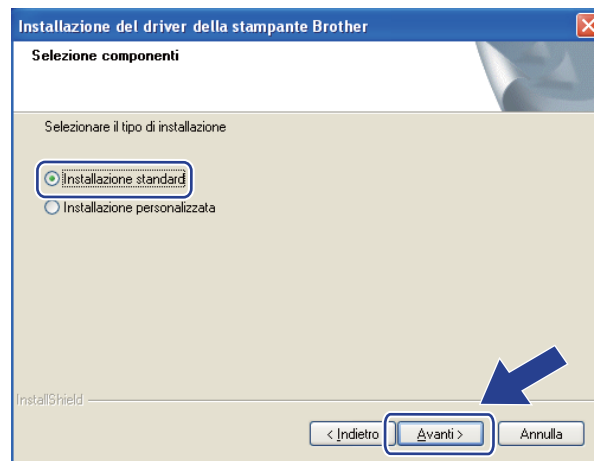 Installazione del driver della stampante Brother
Selezione componenti
Selezionare il tipo di installazione
Installazione standard
Installazione personalizzata
InstallShield
< Indietro Avanti > Annulla